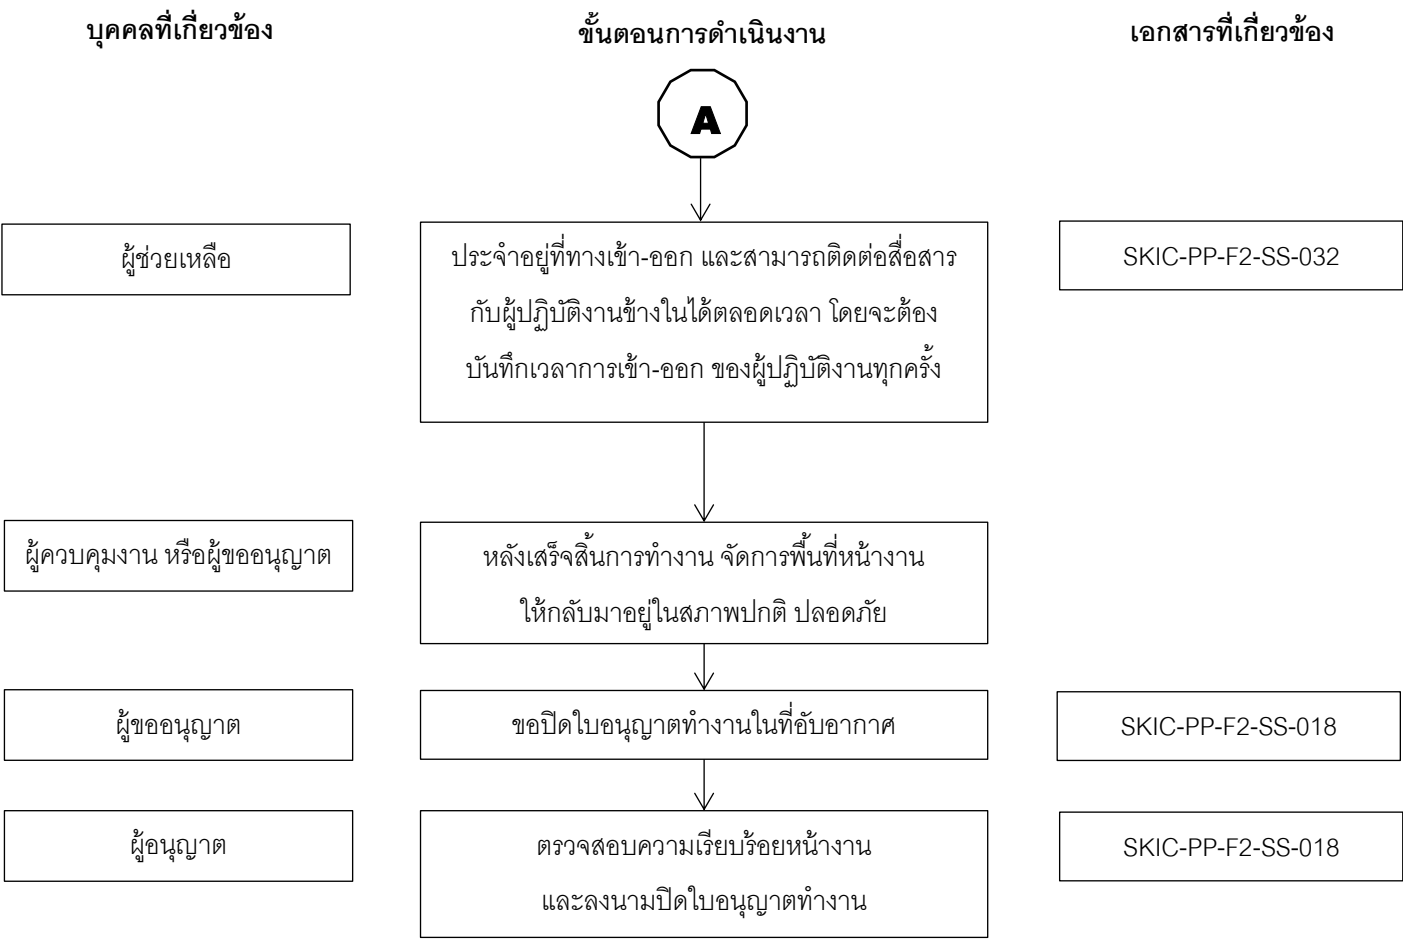 บุคคลที่เกี่ยวข้อง
ขั้นตอนการดำเนินงาน
เอกสารที่เกี่ยวข้อง
A
ผู้ช่วยเหลือ
ประจำอยู่ที่ทางเข้า-ออก และสามารถติดต่อสื่อสาร
กับผู้ปฏิบัติงานข้างในได้ตลอดเวลา โดยจะต้อง
บันทึกเวลาการเข้า-ออก ของผู้ปฏิบัติงานทุกครั้ง
SKIC-PP-F2-SS-032
ผู้ควบคุมงาน หรือผู้ขออนุญาต
หลังเสร็จสิ้นการทำงาน จัดการพื้นที่หน้างาน
ให้กลับมาอยู่ในสภาพปกติ ปลอดภัย
ผู้ขออนุญาต
ขอปิดใบอนุญาตทำงานในที่อับอากาศ
SKIC-PP-F2-SS-018
ผู้อนุญาต
ตรวจสอบความเรียบร้อยหน้างาน
และลงนามปิดใบอนุญาตทำงาน
SKIC-PP-F2-SS-018